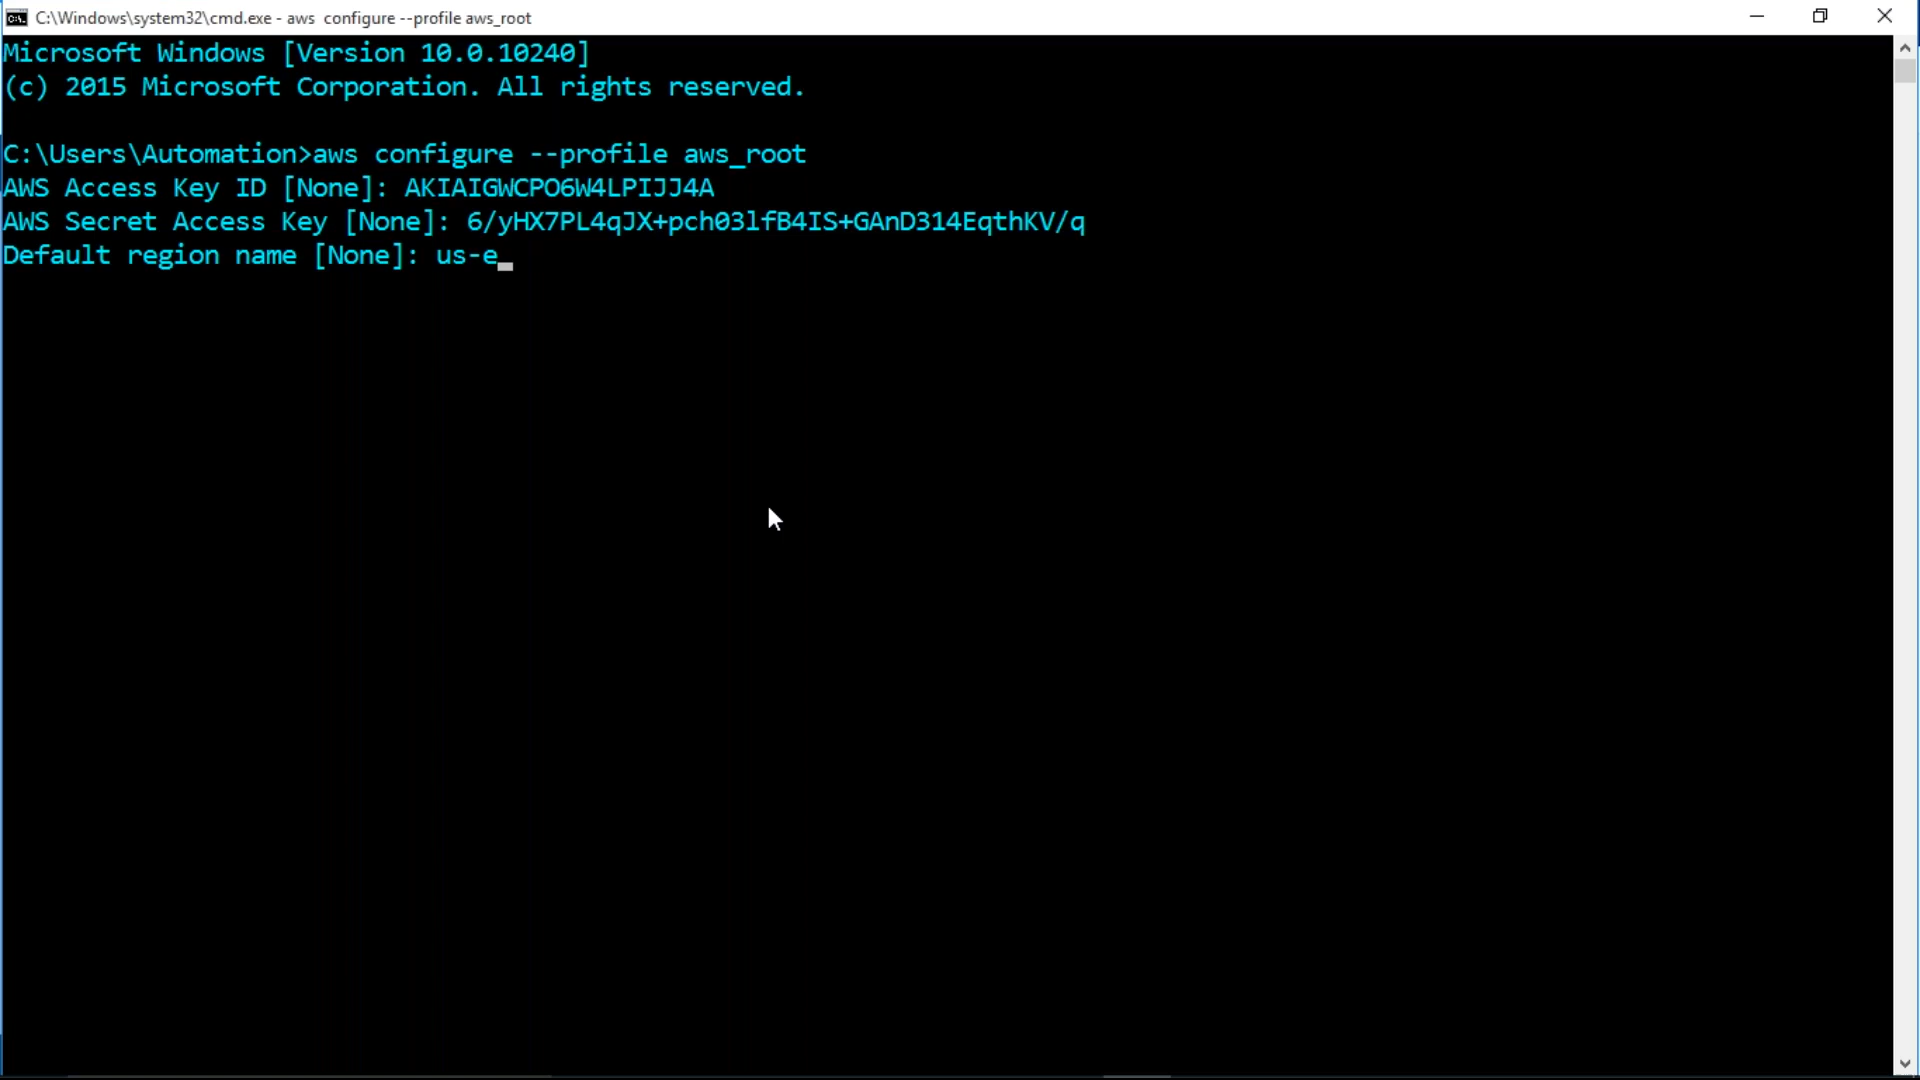 C:\Windows\system32\cmd.exe - aws  configure --profile aws_root
Microsoft Windows [Version 10.0.10240]
(c) 2015 Microsoft Corporation. All rights reserved.
C:\Users\Automation>aws configure --profile aws_root
AWS Access Key ID [None]: AKIAIGWCPO6W4LPIJJ4A
AWS Secret Access Key [None]: 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
Default region name [None]: us-e_